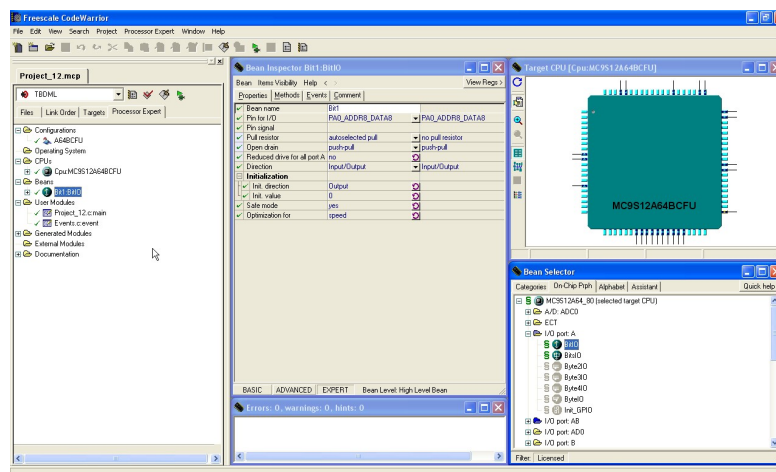 Freescale CodeWarrior
File Edit View Search Project Processor Expert Window Help
Project_12.mcp
TBDML
Files Link Order Targets Processor Expert
Configurations
A64BCFU
Operating System
CPUs
Cpu:MC9S12A64BCFU
Beans
Bit1:BitIO
User Modules
Project_12.c:main
Events.c:event
Generated Modules
External Modules
Documentation
Bean Inspector Bit1:BitIO
Bean Items Visibility Help < > View Regs >
Properties Methods Events Comment
Bean name Bit1
Pin for I/O PA0_ADDR8_DATA8 PA0_ADDR8_DATA8
Pin signal
Pull resistor autoselected pull no pull resistor
Open drain push-pull push-pull
Reduced drive for all port A no
Direction Input/Output Input/Output
Initialization
Init. direction Output
Init. value 0
Safe mode yes
Optimization for speed
BASIC ADVANCED EXPERT Bean Level: High Level Bean
Errors: 0, warnings: 0, hints: 0
Target CPU [Cpu:MC9S12A64BCFU]
MC9S12A64BCFU
Bean Selector
Categories On-Chip Prph Alphabet Assistant Quick help
MC9S12A64_80 (selected target CPU)
A/D: ADC0
ECT
I/O port: A
BitIO
BitsIO
Byte2IO
Byte3IO
Byte4IO
ByteIO
Init_GPIO
I/O port: AB
I/O port: AD0
I/O port: B
Filter: Licensed